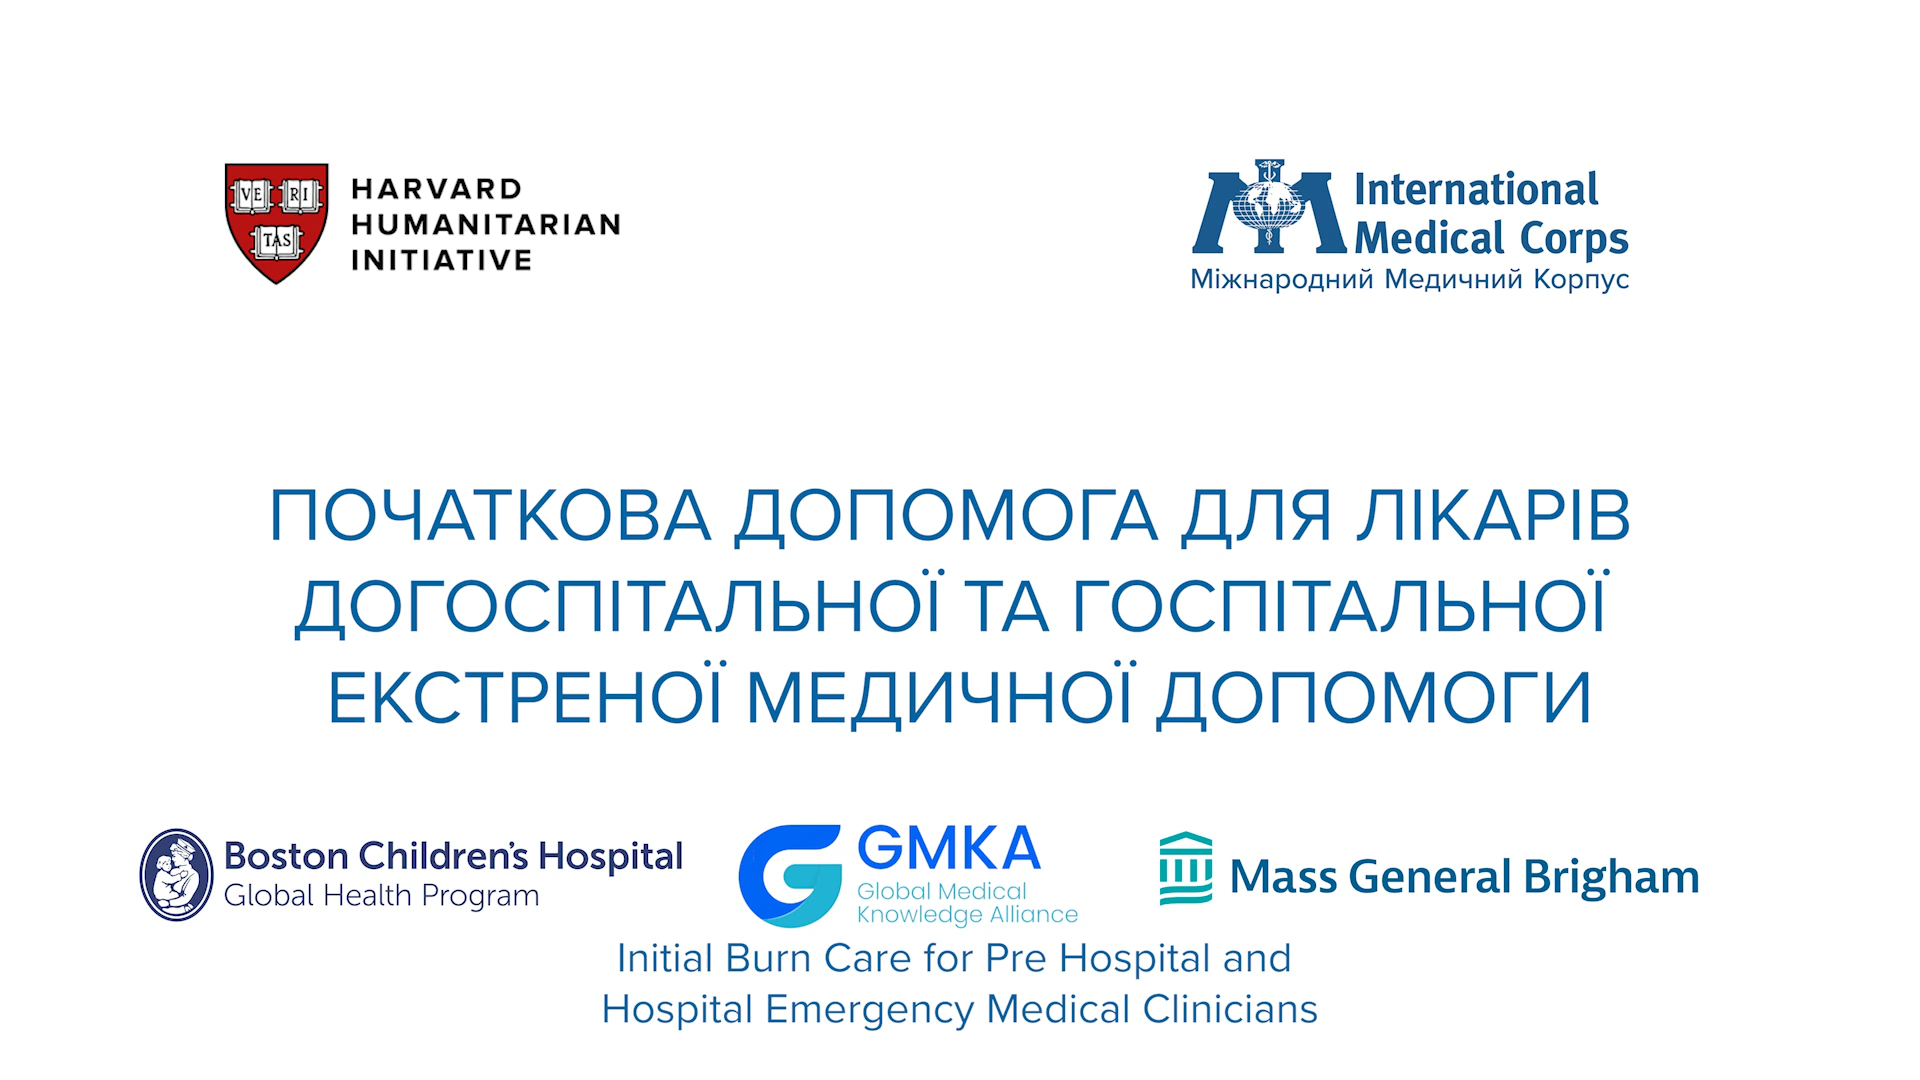 VE RI
TAS
HARVARD
HUMANITARIAN
INITIATIVE
International
Medical Corps
Міжнародний Медичний Корпус
ПОЧАТКОВА ДОПОМОГА ДЛЯ ЛІКАРІВ
ДОГОСПІТАЛЬНОЇ ТА ГОСПІТАЛЬНОЇ
ЕКСТРЕНОЇ МЕДИЧНОЇ ДОПОМОГИ
Boston Children's Hospital
Global Health Program
GMKA
Global Medical
Knowledge Alliance
Mass General Brigham
Initial Burn Care for Pre Hospital and
Hospital Emergency Medical Clinicians